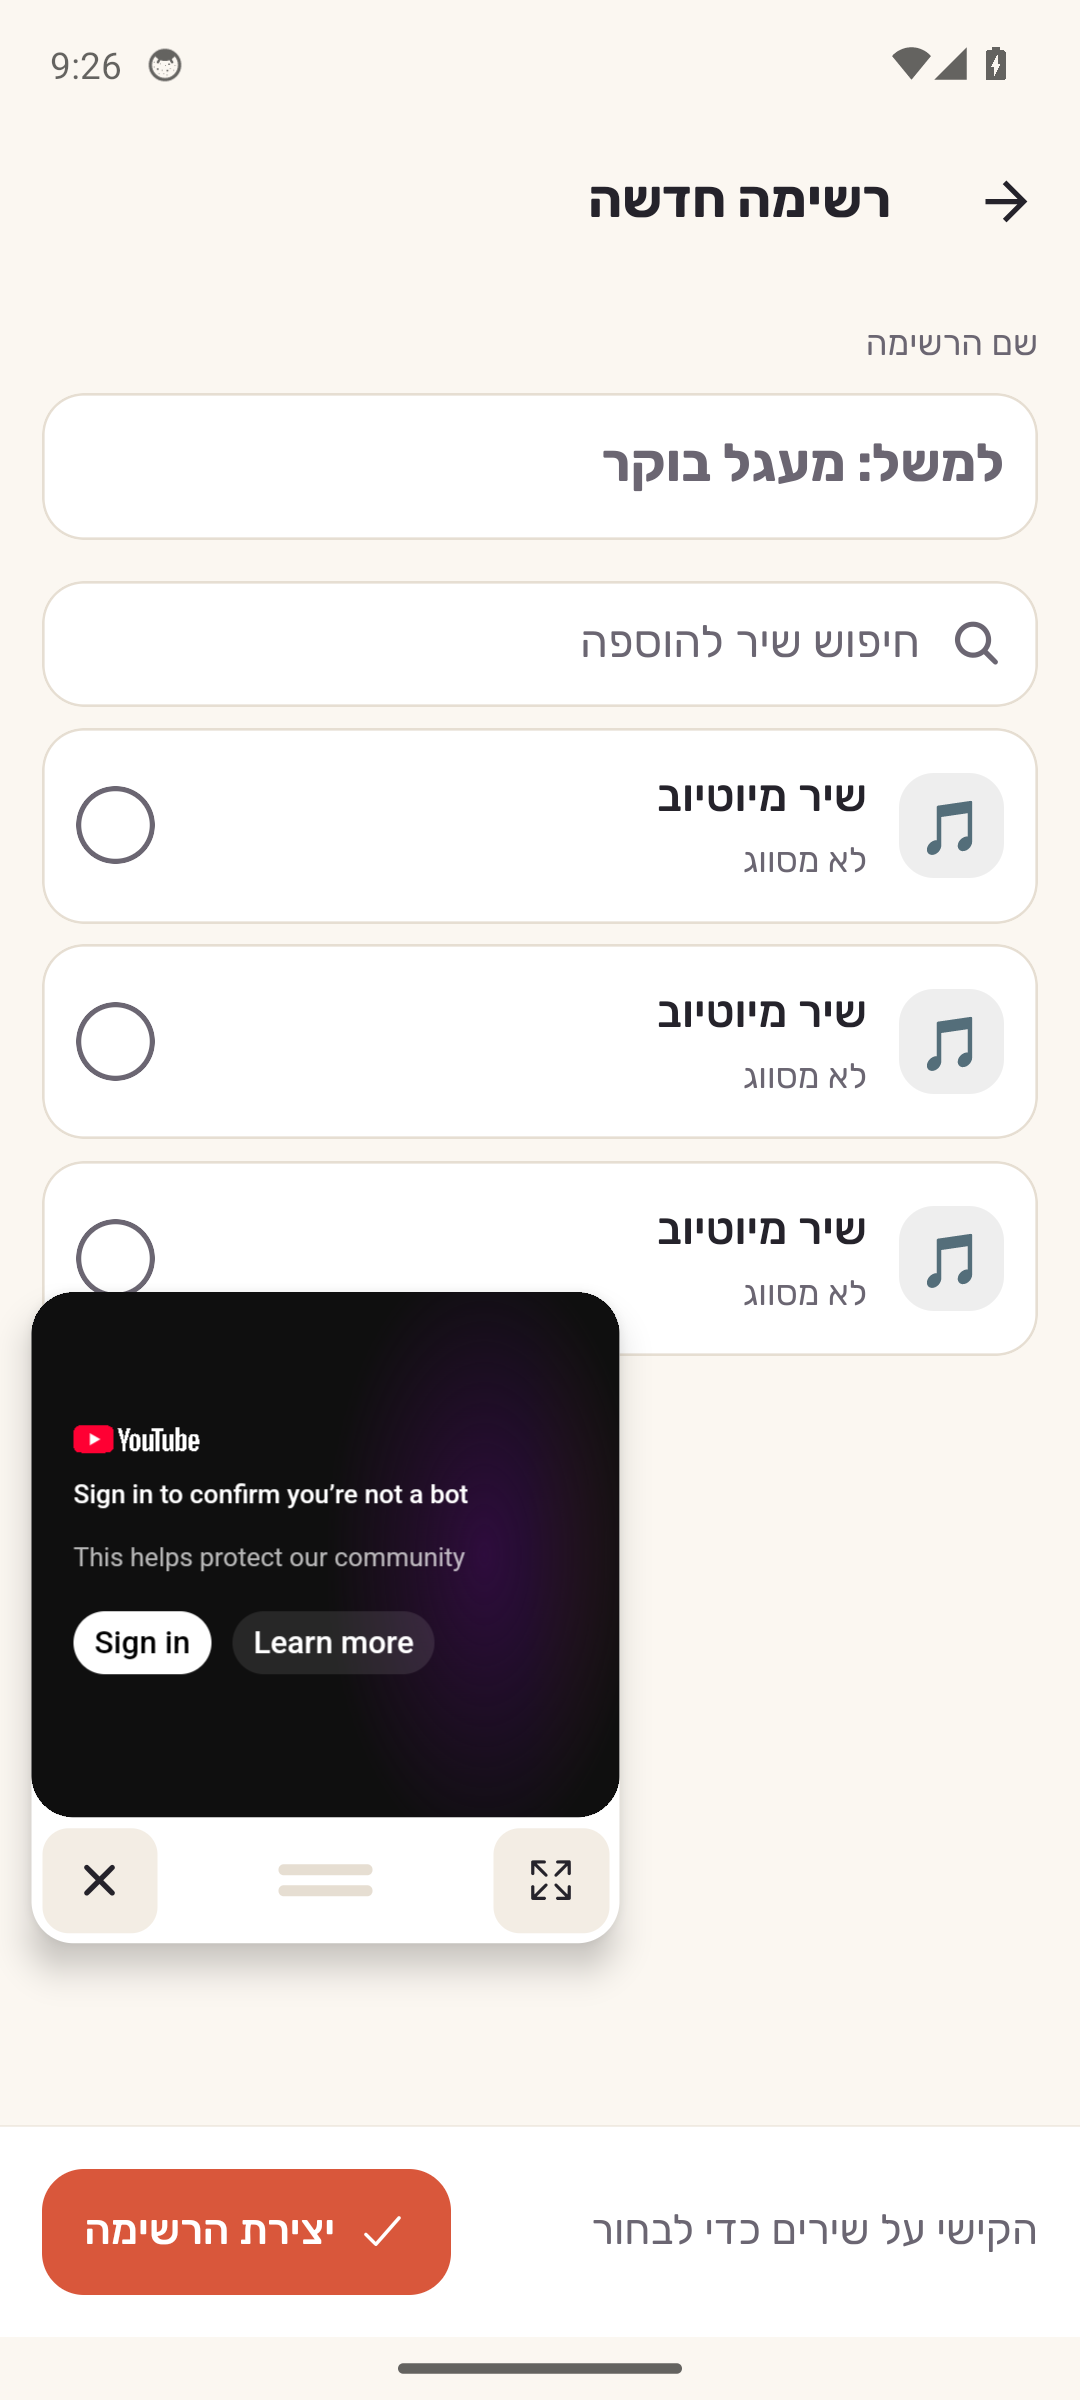 9:26
רשימה חדשה
שם הרשימה
למשל: מעגל בוקר
חיפוש שיר להוספה
שיר מיוטיוב
לא מסווג
שיר מיוטיוב
לא מסווג
שיר מיוטיוב
לא מסווג
YouTube
Sign in to confirm you’re not a bot
This helps protect our community
Sign in
Learn more
הקישי על שירים כדי לבחור
יצירת הרשימה